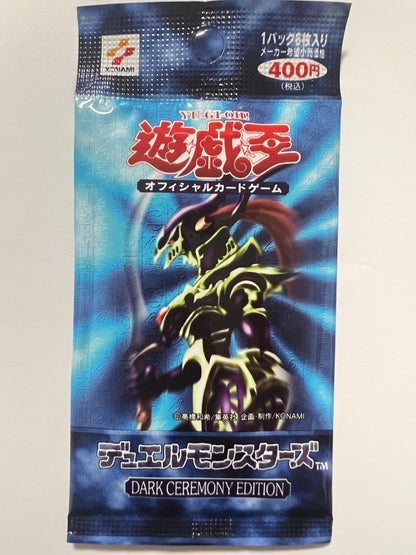 KONAMI
1パック6枚入り
メーカー希望小売価格
400円
(税込)
YU-GI-OH!
遊戯王
オフィシャルカードゲーム
©高橋和希/集英社 企画・制作/KONAMI
デュエルモンスターズ™
DARK CEREMONY EDITION